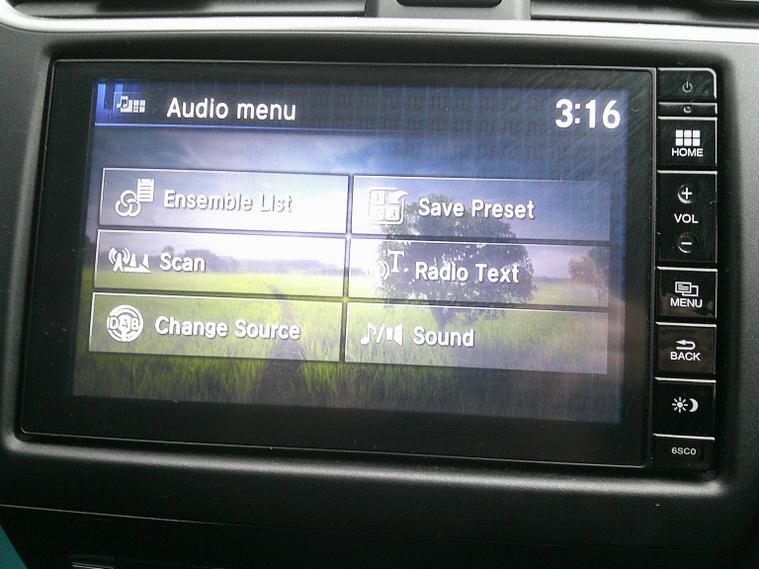 Audio menu
3:16
Ensemble List
Save Preset
Scan
Radio Text
DAB
Change Source
Sound
HOME
+
VOL
−
MENU
BACK
6SC0